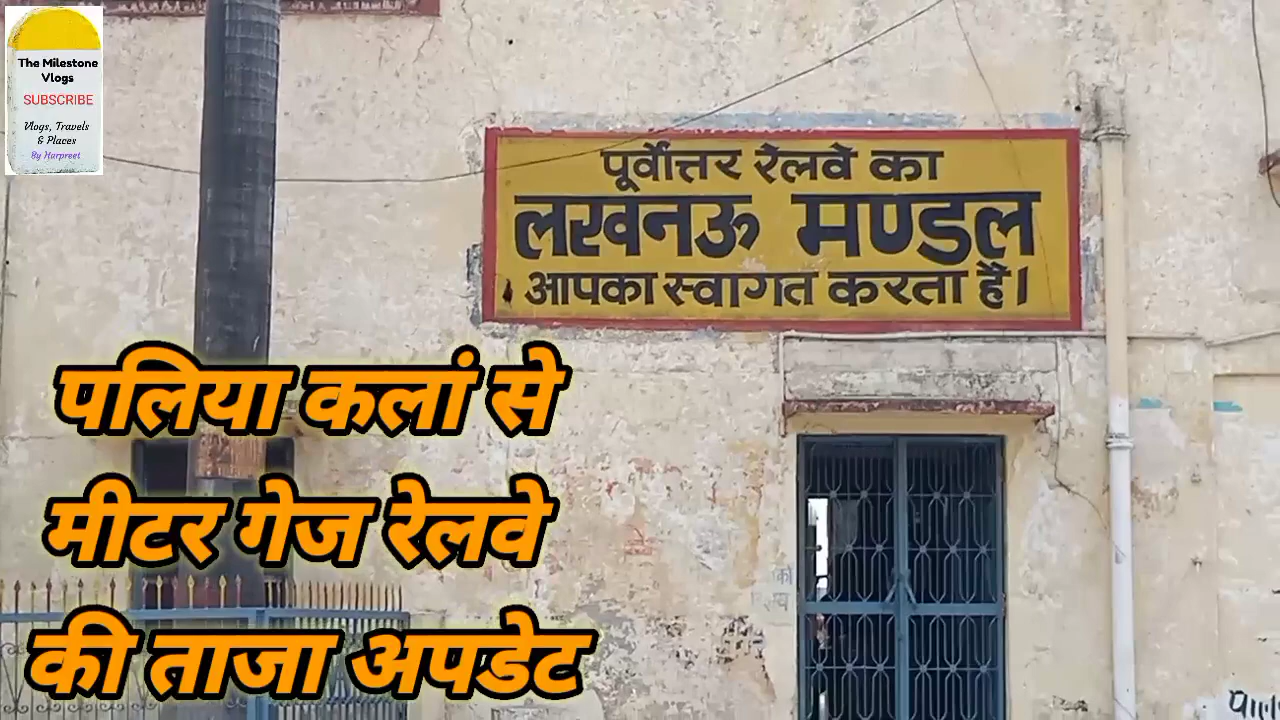 The Milestone
Vlogs
SUBSCRIBE
Vlogs, Travels
& Places
By Harpreet
पूर्वोत्तर रेलवे का
लखनऊ मण्डल
आपका स्वागत करता है।
पलिया कलां से
मीटर गेज रेलवे
की ताजा अपडेट